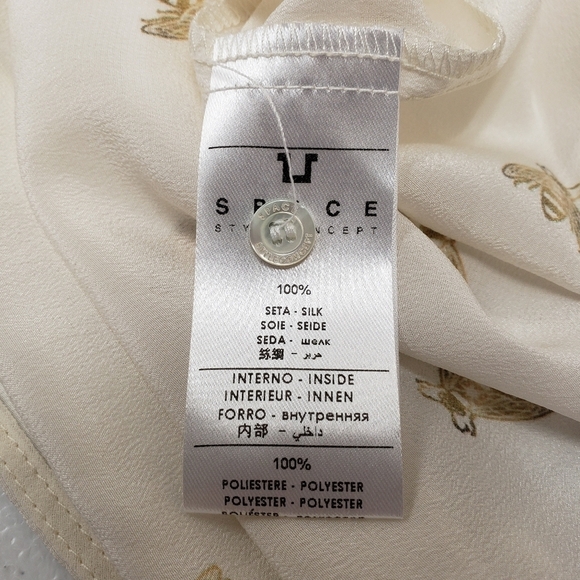 100%
SETA - SILK
SOIE - SEIDE
SEDA - шелк
絲綢 - حرير
INTERNO - INSIDE
INTERIEUR - INNEN
FORRO - внутренняя
内部 - داخلي
100%
POLIESTERE - POLYESTER
POLYESTER - POLYESTER